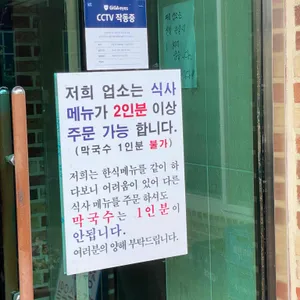 CCTV 작동중
저희 업소는 식사
메뉴가 2인분 이상
주문 가능 합니다.
(막국수 1인분 불가)
저희는 한식메뉴를 같이 하
다보니 어려움이 있어 다른
식사 메뉴를 주문 하셔도
막국수는 1인분이
안됩니다.
여러분의 양해 부탁드립니다.